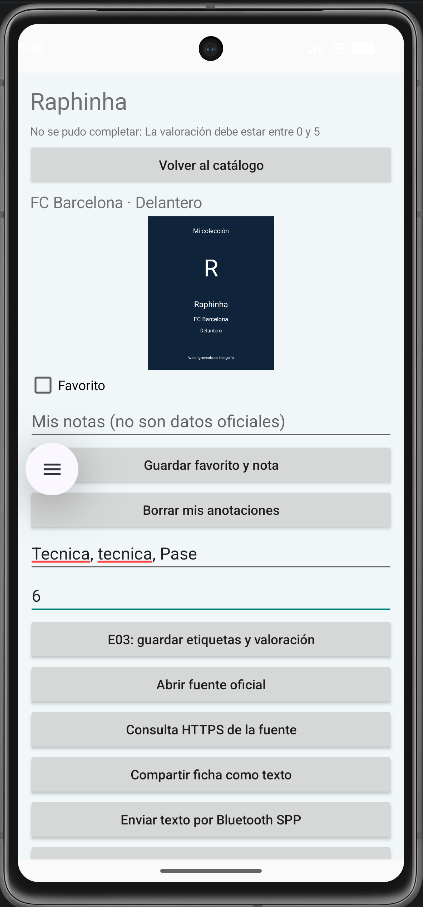 Raphinha
No se pudo completar: La valoración debe estar entre 0 y 5
Volver al catálogo
FC Barcelona · Delantero
Mi colección
R
Raphinha
FC Barcelona
Delantero
Favorito
Mis notas (no son datos oficiales)
Guardar favorito y nota
Borrar mis anotaciones
Tecnica, tecnica, Pase
6
E03: guardar etiquetas y valoración
Abrir fuente oficial
Consulta HTTPS de la fuente
Compartir ficha como texto
Enviar texto por Bluetooth SPP